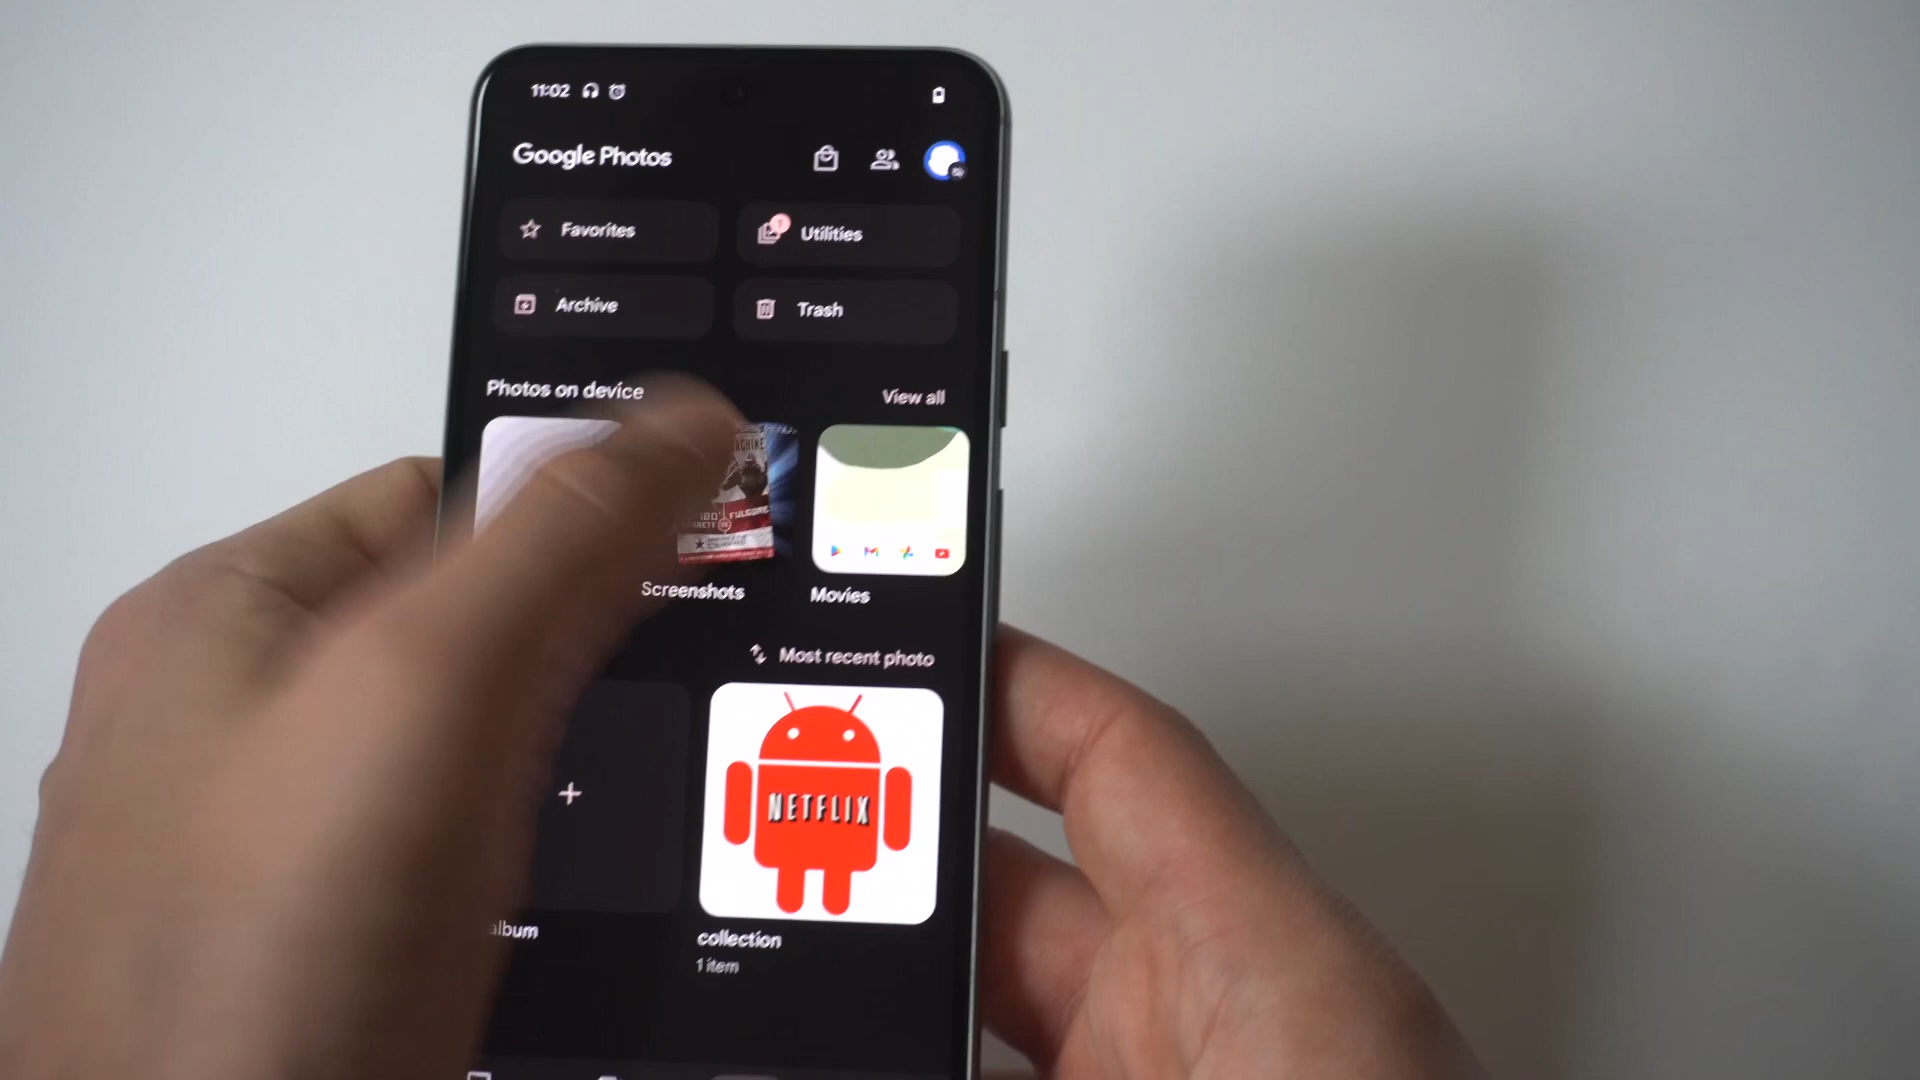 11:02
Google Photos
Favorites
Utilities
Archive
Trash
Photos on device
View all
FULGORE
Screenshots
Movies
Most recent photo
NETFLIX
album
collection
1 item